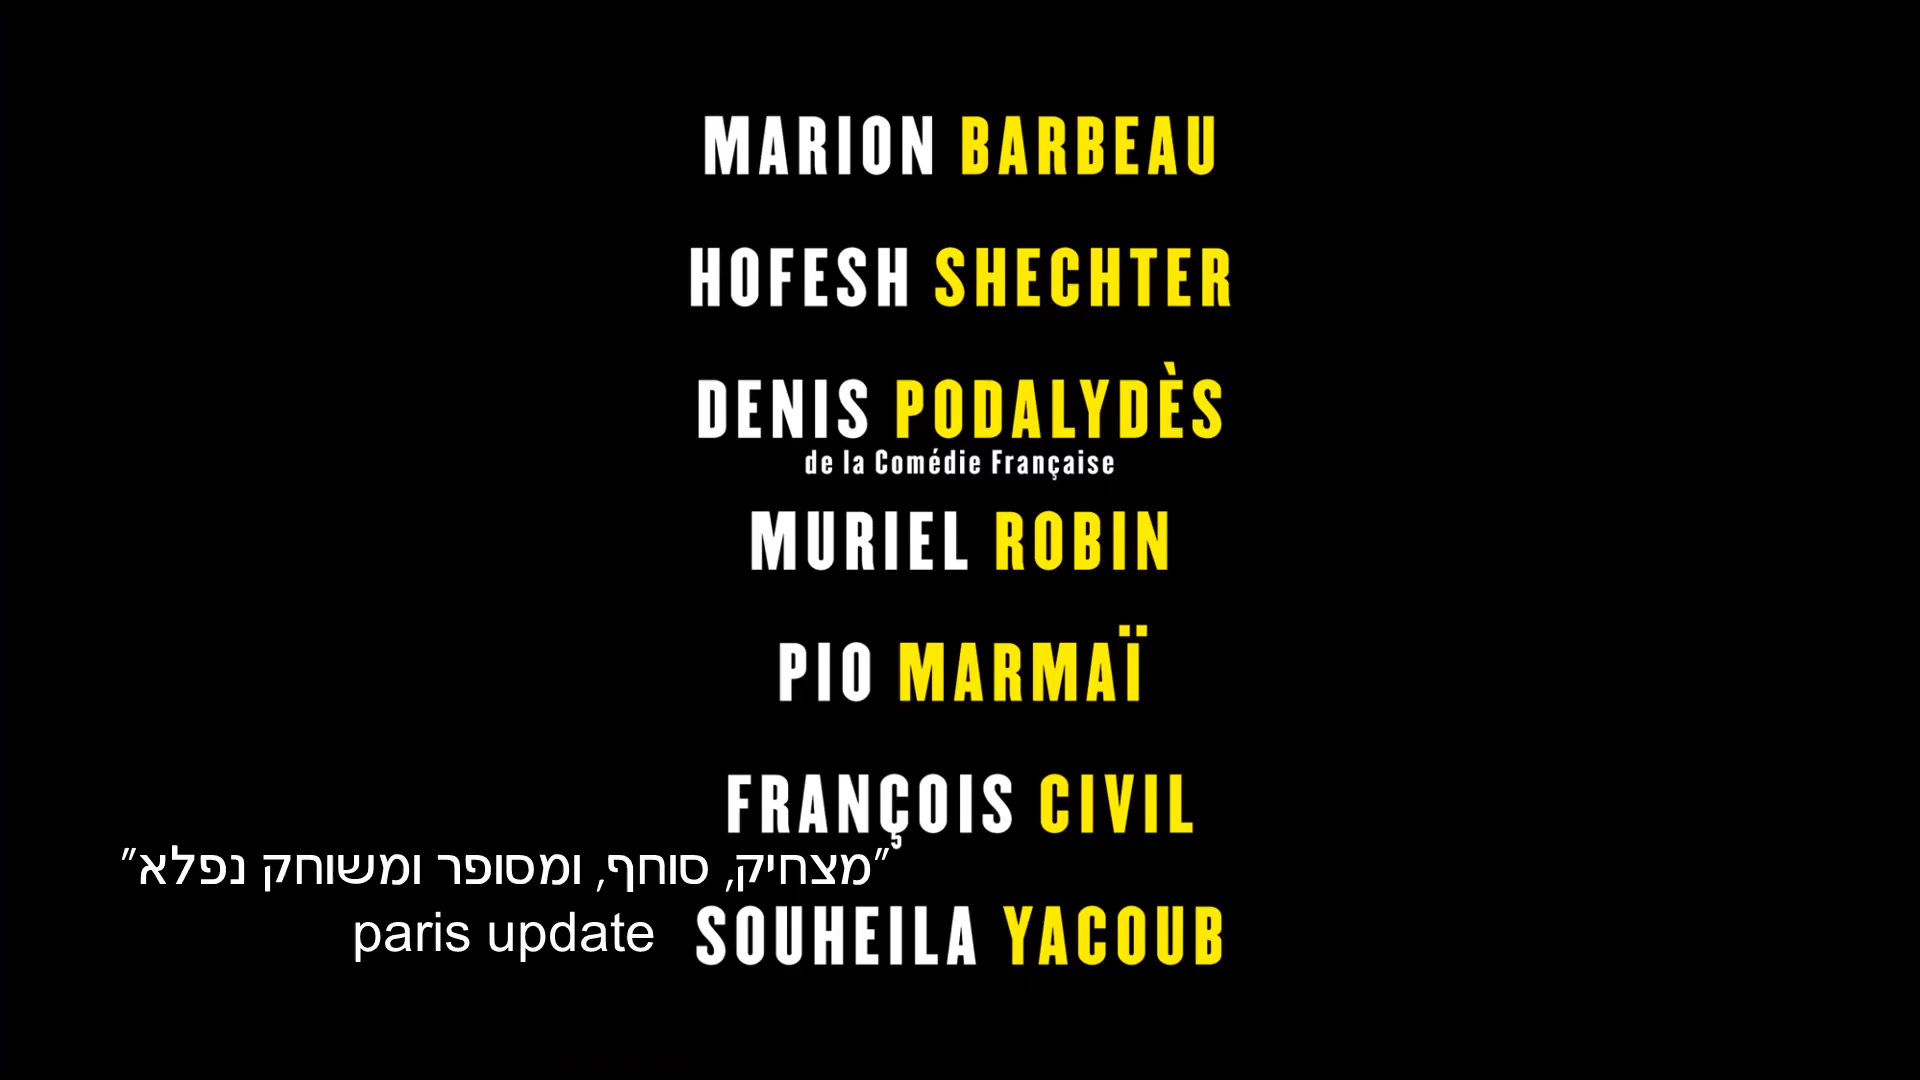 MARION BARBEAU
HOFESH SHECHTER
DENIS PODALYDÈS
de la Comédie Française
MURIEL ROBIN
PIO MARMAÏ
FRANÇOIS CIVIL
"מצחיק, סוחף, ומסופר ומשוחק נפלא"
paris update
SOUHEILA YACOUB